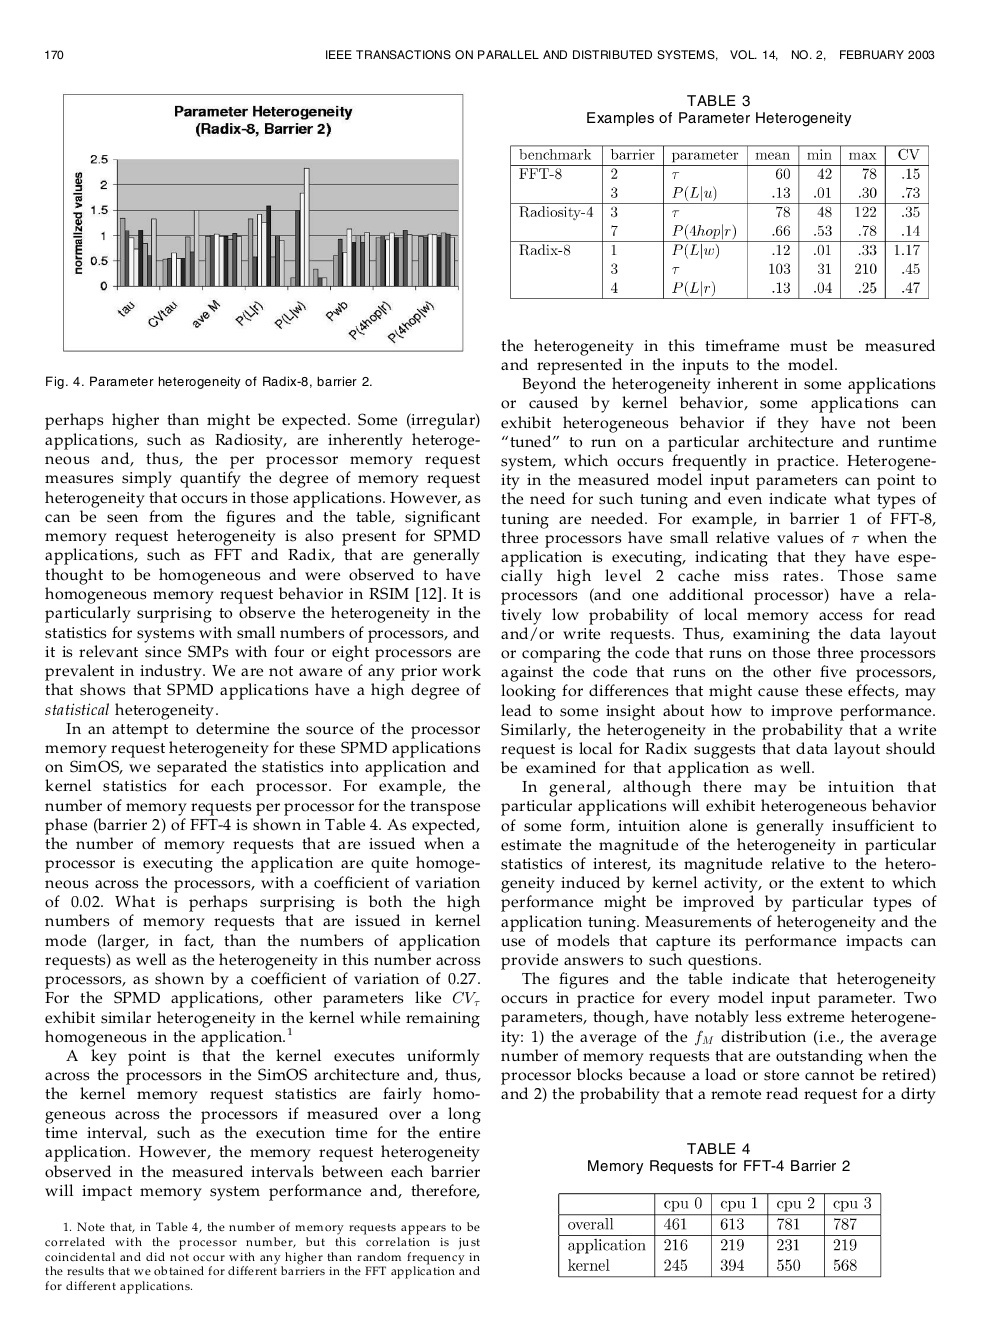 170
IEEE TRANSACTIONS ON PARALLEL AND DISTRIBUTED SYSTEMS, VOL. 14, NO. 2, FEBRUARY 2003
Parameter Heterogeneity
(Radix-8, Barrier 2)
normalized values
2.5
2
1.5
1
0.5
0
tau
CVtau
ave M
P(L|r)
P(L|w)
Pwb
P(4hop|r)
P(4hop|w)
Fig. 4. Parameter heterogeneity of Radix-8, barrier 2.
perhaps higher than might be expected. Some (irregular)
applications, such as Radiosity, are inherently heteroge-
neous and, thus, the per processor memory request
measures simply quantify the degree of memory request
heterogeneity that occurs in those applications. However, as
can be seen from the figures and the table, significant
memory request heterogeneity is also present for SPMD
applications, such as FFT and Radix, that are generally
thought to be homogeneous and were observed to have
homogeneous memory request behavior in RSIM [12]. It is
particularly surprising to observe the heterogeneity in the
statistics for systems with small numbers of processors, and
it is relevant since SMPs with four or eight processors are
prevalent in industry. We are not aware of any prior work
that shows that SPMD applications have a high degree of
statistical heterogeneity.
In an attempt to determine the source of the processor
memory request heterogeneity for these SPMD applications
on SimOS, we separated the statistics into application and
kernel statistics for each processor. For example, the
number of memory requests per processor for the transpose
phase (barrier 2) of FFT-4 is shown in Table 4. As expected,
the number of memory requests that are issued when a
processor is executing the application are quite homoge-
neous across the processors, with a coefficient of variation
of 0.02. What is perhaps surprising is both the high
numbers of memory requests that are issued in kernel
mode (larger, in fact, than the numbers of application
requests) as well as the heterogeneity in this number across
processors, as shown by a coefficient of variation of 0.27.
For the SPMD applications, other parameters like CVτ
exhibit similar heterogeneity in the kernel while remaining
homogeneous in the application.1
A key point is that the kernel executes uniformly
across the processors in the SimOS architecture and, thus,
the kernel memory request statistics are fairly homo-
geneous across the processors if measured over a long
time interval, such as the execution time for the entire
application. However, the memory request heterogeneity
observed in the measured intervals between each barrier
will impact memory system performance and, therefore,
1. Note that, in Table 4, the number of memory requests appears to be
correlated with the processor number, but this correlation is just
coincidental and did not occur with any higher than random frequency in
the results that we obtained for different barriers in the FFT application and
for different applications.
TABLE 3
Examples of Parameter Heterogeneity
benchmark barrier parameter mean min max CV
FFT-8 2 τ 60 42 78 .15
3 P(L|u) .13 .01 .30 .73
Radiosity-4 3 τ 78 48 122 .35
7 P(4hop|r) .66 .53 .78 .14
Radix-8 1 P(L|w) .12 .01 .33 1.17
3 τ 103 31 210 .45
4 P(L|r) .13 .04 .25 .47
the heterogeneity in this timeframe must be measured
and represented in the inputs to the model.
Beyond the heterogeneity inherent in some applications
or caused by kernel behavior, some applications can
exhibit heterogeneous behavior if they have not been
“tuned” to run on a particular architecture and runtime
system, which occurs frequently in practice. Heterogene-
ity in the measured model input parameters can point to
the need for such tuning and even indicate what types of
tuning are needed. For example, in barrier 1 of FFT-8,
three processors have small relative values of τ when the
application is executing, indicating that they have espe-
cially high level 2 cache miss rates. Those same
processors (and one additional processor) have a rela-
tively low probability of local memory access for read
and/or write requests. Thus, examining the data layout
or comparing the code that runs on those three processors
against the code that runs on the other five processors,
looking for differences that might cause these effects, may
lead to some insight about how to improve performance.
Similarly, the heterogeneity in the probability that a write
request is local for Radix suggests that data layout should
be examined for that application as well.
In general, although there may be intuition that
particular applications will exhibit heterogeneous behavior
of some form, intuition alone is generally insufficient to
estimate the magnitude of the heterogeneity in particular
statistics of interest, its magnitude relative to the hetero-
geneity induced by kernel activity, or the extent to which
performance might be improved by particular types of
application tuning. Measurements of heterogeneity and the
use of models that capture its performance impacts can
provide answers to such questions.
The figures and the table indicate that heterogeneity
occurs in practice for every model input parameter. Two
parameters, though, have notably less extreme heterogene-
ity: 1) the average of the fM distribution (i.e., the average
number of memory requests that are outstanding when the
processor blocks because a load or store cannot be retired)
and 2) the probability that a remote read request for a dirty
TABLE 4
Memory Requests for FFT-4 Barrier 2
cpu 0 cpu 1 cpu 2 cpu 3
overall 461 613 781 787
application 216 219 231 219
kernel 245 394 550 568